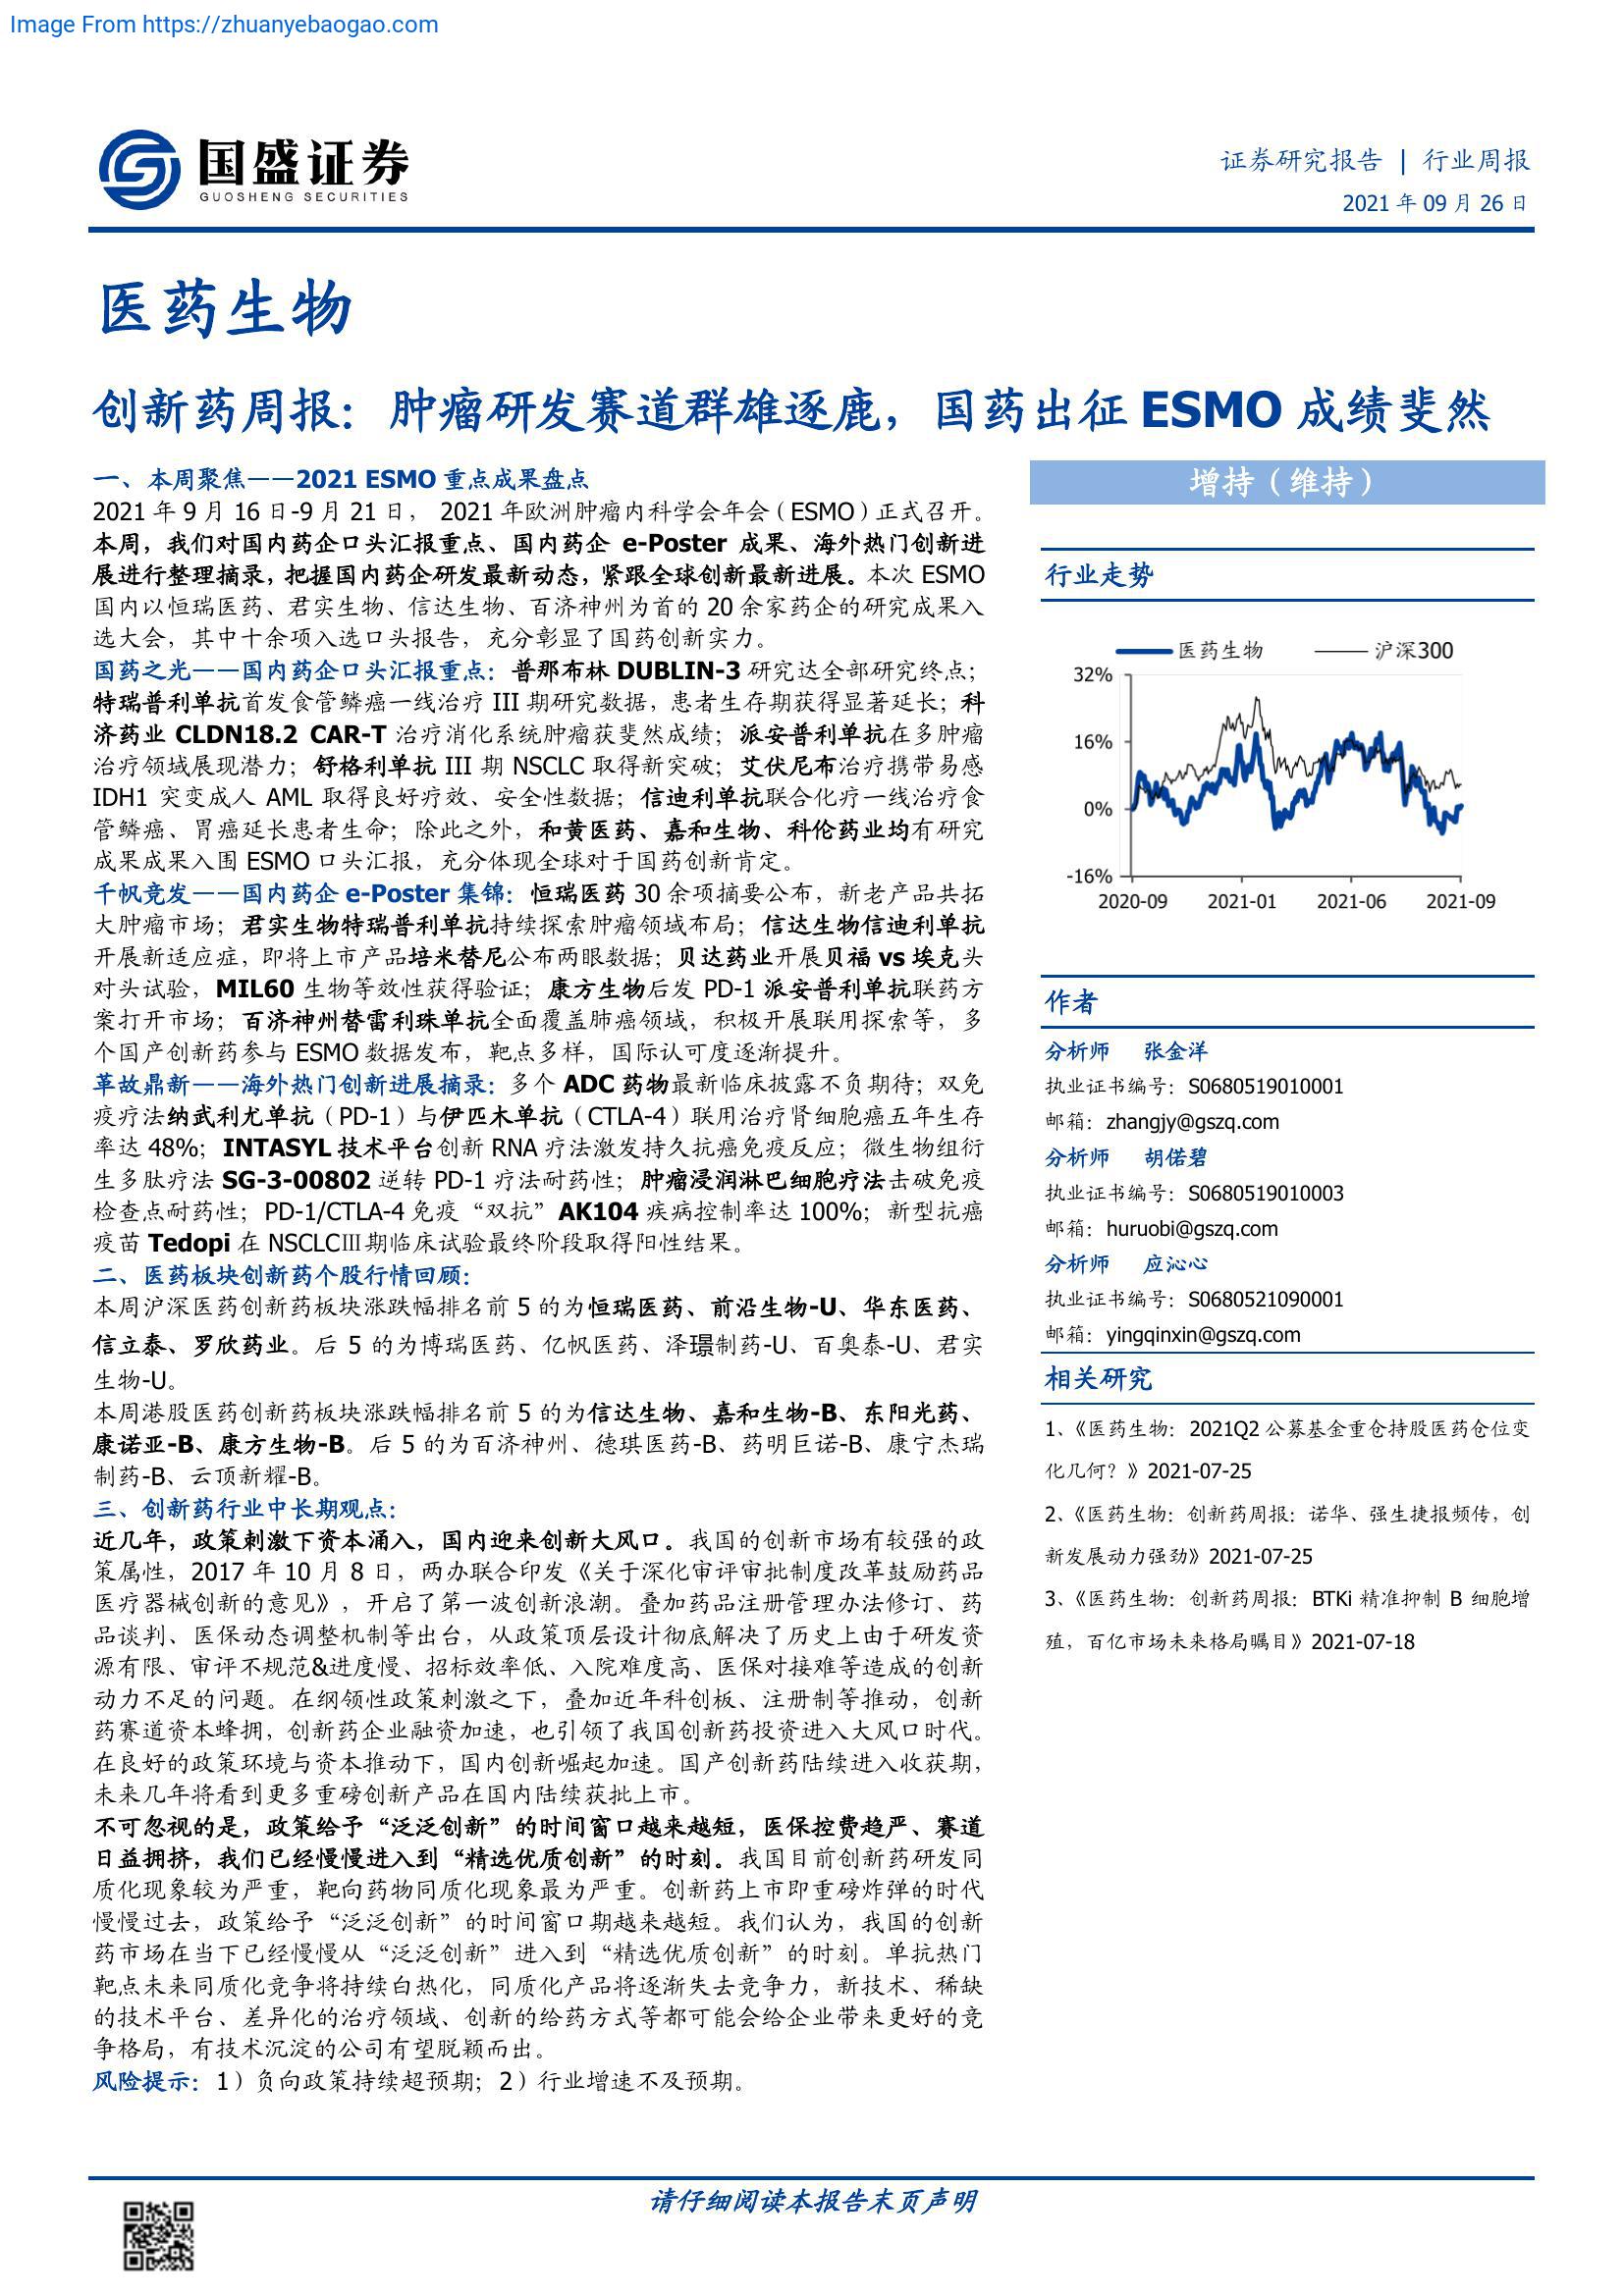 Image From https://zhuanyebaogao.com
国盛证券
GUOSHENG SECURITIES
证券研究报告 | 行业周报
2021 年 09 月 26 日
医药生物
创新药周报：肿瘤研发赛道群雄逐鹿，国药出征 ESMO 成绩斐然
一、本周聚焦——2021 ESMO 重点成果盘点
2021 年 9 月 16 日-9 月 21 日， 2021 年欧洲肿瘤内科学会年会（ESMO）正式召开。
本周，我们对国内药企口头汇报重点、国内药企 e-Poster 成果、海外热门创新进
展进行整理摘录，把握国内药企研发最新动态，紧跟全球创新最新进展。本次 ESMO
国内以恒瑞医药、君实生物、信达生物、百济神州为首的 20 余家药企的研究成果入
选大会，其中十余项入选口头报告，充分彰显了国药创新实力。
国药之光——国内药企口头汇报重点：普那布林 DUBLIN-3 研究达全部研究终点；
特瑞普利单抗首发食管鳞癌一线治疗 III 期研究数据，患者生存期获得显著延长；科
济药业 CLDN18.2 CAR-T 治疗消化系统肿瘤获斐然成绩；派安普利单抗在多肿瘤
治疗领域展现潜力；舒格利单抗 III 期 NSCLC 取得新突破；艾伏尼布治疗携带易感
IDH1 突变成人 AML 取得良好疗效、安全性数据；信迪利单抗联合化疗一线治疗食
管鳞癌、胃癌延长患者生命；除此之外，和黄医药、嘉和生物、科伦药业均有研究
成果成果入围 ESMO 口头汇报，充分体现全球对于国药创新肯定。
千帆竞发——国内药企 e-Poster 集锦：恒瑞医药 30 余项摘要公布，新老产品共拓
大肿瘤市场；君实生物特瑞普利单抗持续探索肿瘤领域布局；信达生物信迪利单抗
开展新适应症，即将上市产品培米替尼公布两眼数据；贝达药业开展贝福 vs 埃克头
对头试验，MIL60 生物等效性获得验证；康方生物后发 PD-1 派安普利单抗联药方
案打开市场；百济神州替雷利珠单抗全面覆盖肺癌领域，积极开展联用探索等，多
个国产创新药参与 ESMO 数据发布，靶点多样，国际认可度逐渐提升。
革故鼎新——海外热门创新进展摘录：多个 ADC 药物最新临床披露不负期待；双免
疫疗法纳武利尤单抗（PD-1）与伊匹木单抗（CTLA-4）联用治疗肾细胞癌五年生存
率达 48%；INTASYL 技术平台创新 RNA 疗法激发持久抗癌免疫反应；微生物组衍
生多肽疗法 SG-3-00802 逆转 PD-1 疗法耐药性；肿瘤浸润淋巴细胞疗法击破免疫
检查点耐药性；PD-1/CTLA-4 免疫“双抗”AK104 疾病控制率达 100%；新型抗癌
疫苗 Tedopi 在 NSCLCⅢ期临床试验最终阶段取得阳性结果。
二、医药板块创新药个股行情回顾：
本周沪深医药创新药板块涨跌幅排名前 5 的为恒瑞医药、前沿生物-U、华东医药、
信立泰、罗欣药业。后 5 的为博瑞医药、亿帆医药、泽璟制药-U、百奥泰-U、君实
生物-U。
本周港股医药创新药板块涨跌幅排名前 5 的为信达生物、嘉和生物-B、东阳光药、
康诺亚-B、康方生物-B。后 5 的为百济神州、德琪医药-B、药明巨诺-B、康宁杰瑞
制药-B、云顶新耀-B。
三、创新药行业中长期观点：
近几年，政策刺激下资本涌入，国内迎来创新大风口。我国的创新市场有较强的政
策属性，2017 年 10 月 8 日，两办联合印发《关于深化审评审批制度改革鼓励药品
医疗器械创新的意见》，开启了第一波创新浪潮。叠加药品注册管理办法修订、药
品谈判、医保动态调整机制等出台，从政策顶层设计彻底解决了历史上由于研发资
源有限、审评不规范&进度慢、招标效率低、入院难度高、医保对接难等造成的创新
动力不足的问题。在纲领性政策刺激之下，叠加近年科创板、注册制等推动，创新
药赛道资本蜂拥，创新药企业融资加速，也引领了我国创新药投资进入大风口时代。
在良好的政策环境与资本推动下，国内创新崛起加速。国产创新药陆续进入收获期，
未来几年将看到更多重磅创新产品在国内陆续获批上市。
不可忽视的是，政策给予“泛泛创新”的时间窗口越来越短，医保控费趋严、赛道
日益拥挤，我们已经慢慢进入到“精选优质创新”的时刻。我国目前创新药研发同
质化现象较为严重，靶向药物同质化现象最为严重。创新药上市即重磅炸弹的时代
慢慢过去，政策给予“泛泛创新”的时间窗口期越来越短。我们认为，我国的创新
药市场在当下已经慢慢从“泛泛创新”进入到“精选优质创新”的时刻。单抗热门
靶点未来同质化竞争将持续白热化，同质化产品将逐渐失去竞争力，新技术、稀缺
的技术平台、差异化的治疗领域、创新的给药方式等都可能会给企业带来更好的竞
争格局，有技术沉淀的公司有望脱颖而出。
风险提示：1）负向政策持续超预期；2）行业增速不及预期。
增持（维持）
行业走势
医药生物 沪深300
32%
16%
0%
-16%
2020-09 2021-01 2021-06 2021-09
作者
分析师 张金洋
执业证书编号：S0680519010001
邮箱：zhangjy@gszq.com
分析师 胡偌碧
执业证书编号：S0680519010003
邮箱：huruobi@gszq.com
分析师 应沁心
执业证书编号：S0680521090001
邮箱：yingqinxin@gszq.com
相关研究
1、《医药生物：2021Q2 公募基金重仓持股医药仓位变
化几何？》2021-07-25
2、《医药生物：创新药周报：诺华、强生捷报频传，创
新发展动力强劲》2021-07-25
3、《医药生物：创新药周报：BTKi 精准抑制 B 细胞增
殖，百亿市场未来格局瞩目》2021-07-18
请仔细阅读本报告末页声明